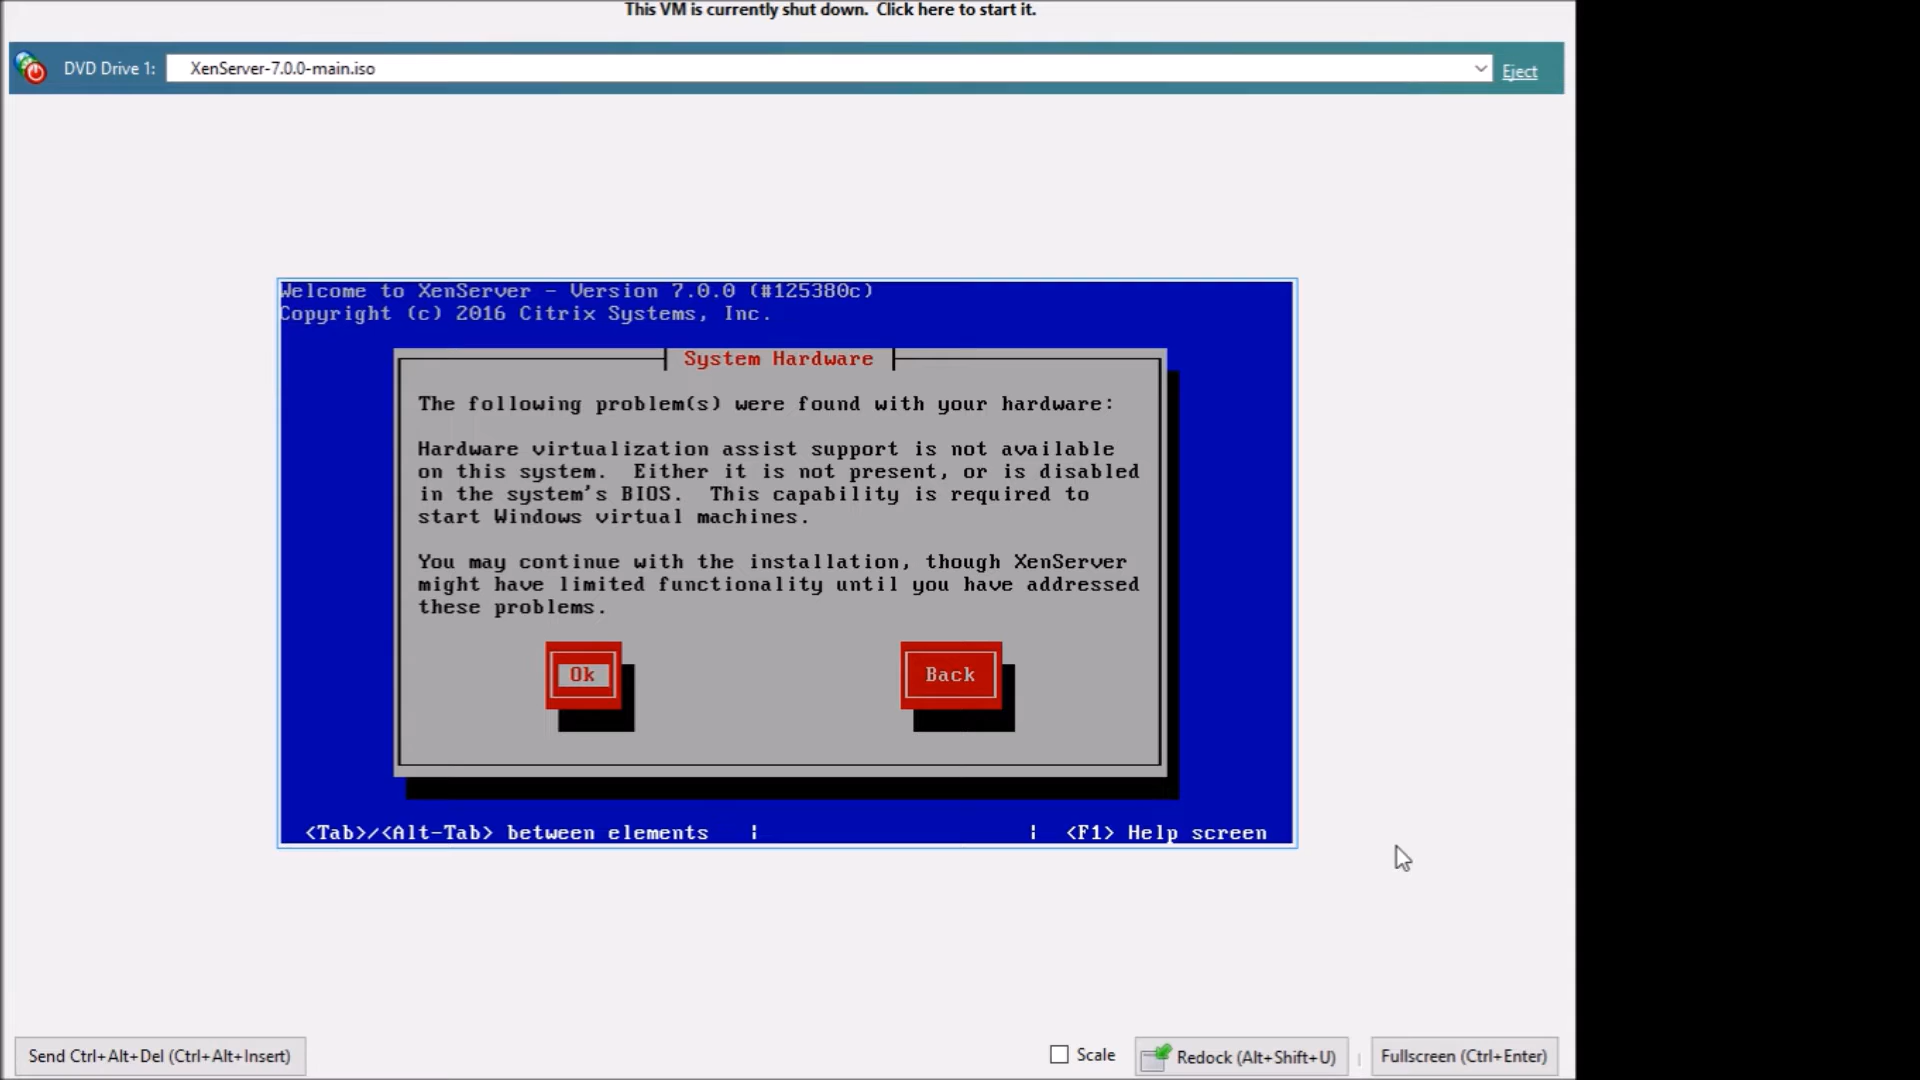 This VM is currently shut down. Click here to start it.
DVD Drive 1: XenServer-7.0.0-main.iso Eject
Welcome to XenServer - Version 7.0.0 (#125380c)
Copyright (c) 2016 Citrix Systems, Inc.
System Hardware
The following problem(s) were found with your hardware:
Hardware virtualization assist support is not available
on this system. Either it is not present, or is disabled
in the system's BIOS. This capability is required to
start Windows virtual machines.
You may continue with the installation, though XenServer
might have limited functionality until you have addressed
these problems.
Ok Back
<Tab>/<Alt-Tab> between elements | | <F1> Help screen
Send Ctrl+Alt+Del (Ctrl+Alt+Insert) Scale Redock (Alt+Shift+U) Fullscreen (Ctrl+Enter)